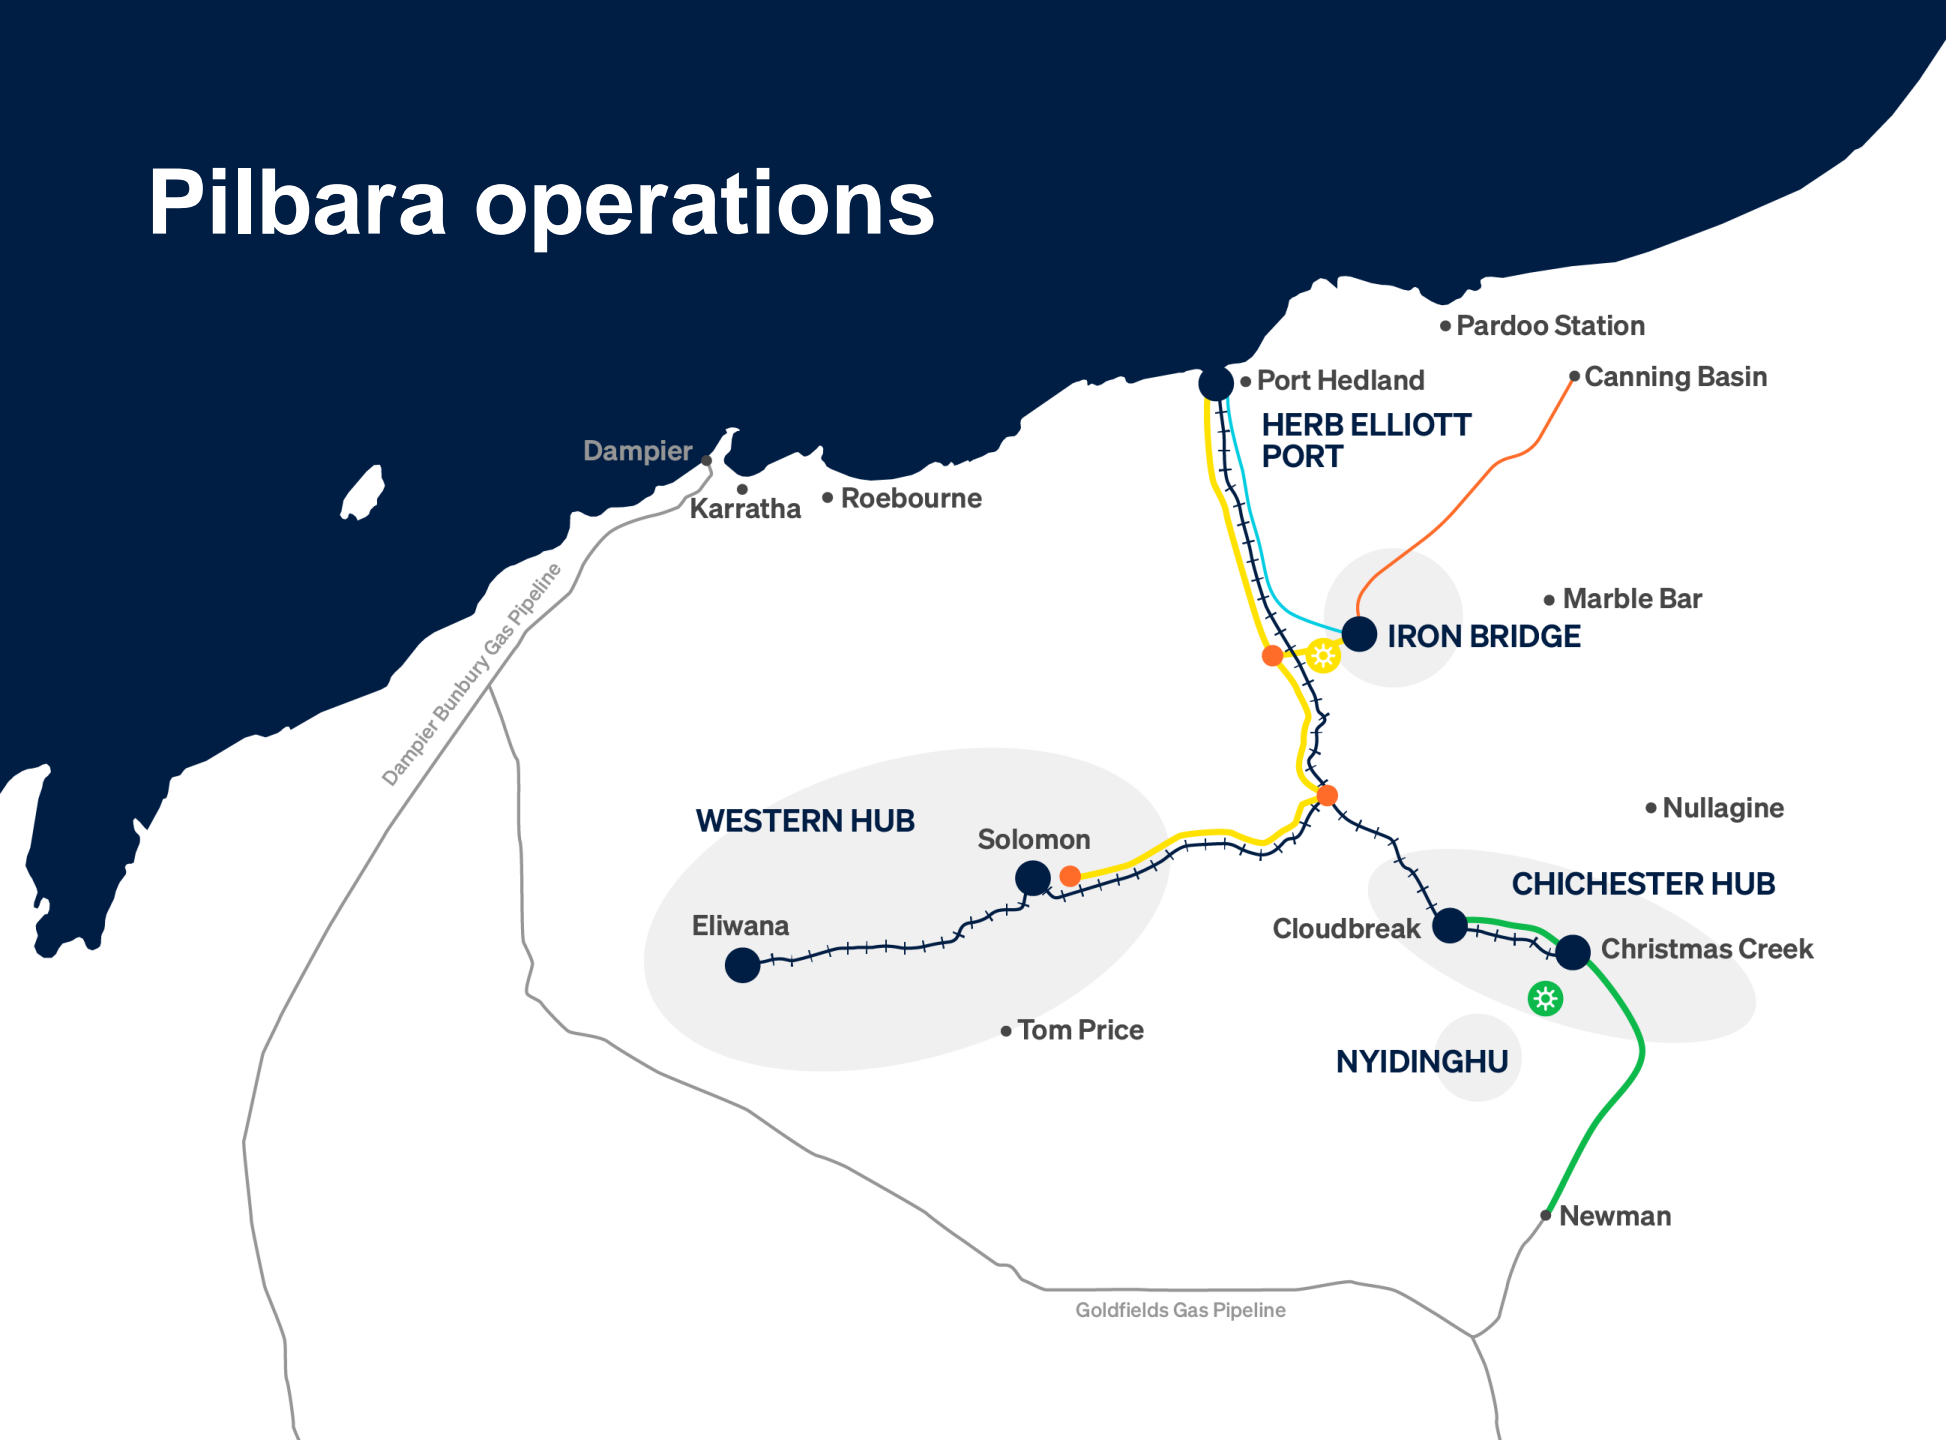 Pilbara operations
Pardoo Station
Canning Basin
Port Hedland
HERB ELLIOTT
PORT
Dampier
Karratha
Roebourne
Dampier Bunbury Gas Pipeline
Marble Bar
IRON BRIDGE
WESTERN HUB
Solomon
Nullagine
CHICHESTER HUB
Eliwana
Cloudbreak
Christmas Creek
Tom Price
NYIDINGHU
Newman
Goldfields Gas Pipeline